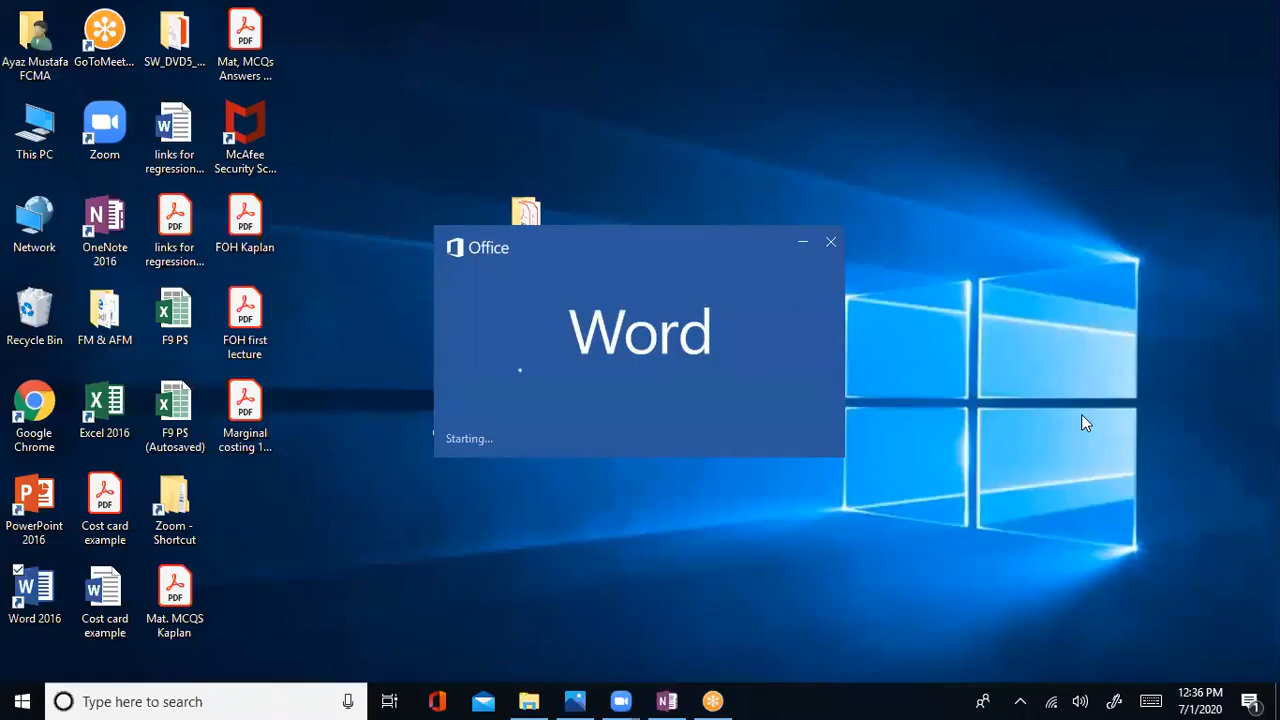 Ayaz Mustafa
FCMA
GoToMeet...
SW_DVD5_...
Mat, MCQs
Answers ...
This PC
Zoom
links for
regression...
McAfee
Security Sc...
Network
OneNote
2016
links for
regression...
FOH Kaplan
Recycle Bin
FM & AFM
F9 P$
FOH first
lecture
Google
Chrome
Excel 2016
F9 P$
(Autosaved)
Marginal
costing 1...
PowerPoint
2016
Cost card
example
Zoom -
Shortcut
Word 2016
Cost card
example
Mat. MCQS
Kaplan
Office
Word
Starting...
Type here to search
12:36 PM
7/1/2020